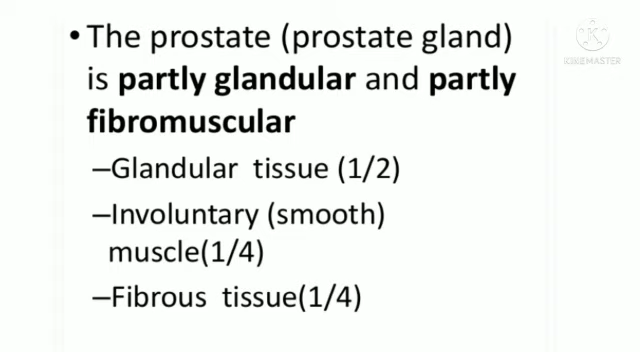 • The prostate (prostate gland)
is partly glandular and partly
fibromuscular
–Glandular tissue (1/2)
–Involuntary (smooth)
muscle(1/4)
–Fibrous tissue(1/4)
KINEMASTER